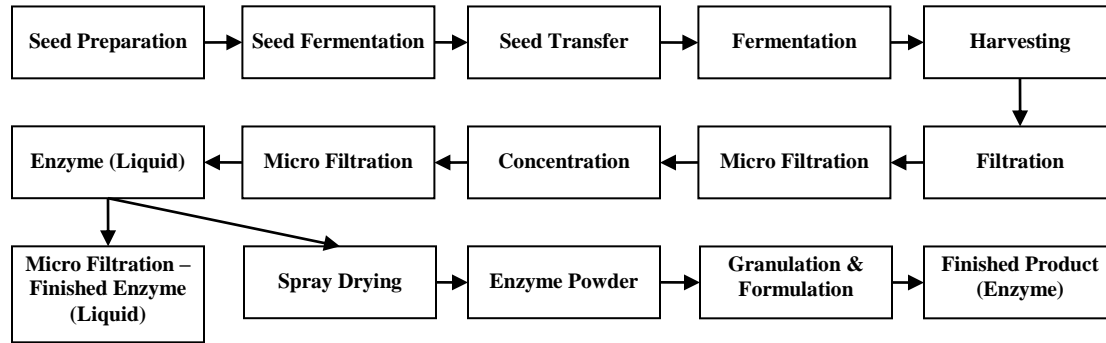 Seed Preparation
Seed Fermentation
Seed Transfer
Fermentation
Harvesting
Enzyme (Liquid)
Micro Filtration
Concentration
Micro Filtration
Filtration
Micro Filtration –
Finished Enzyme
(Liquid)
Spray Drying
Enzyme Powder
Granulation &
Formulation
Finished Product
(Enzyme)